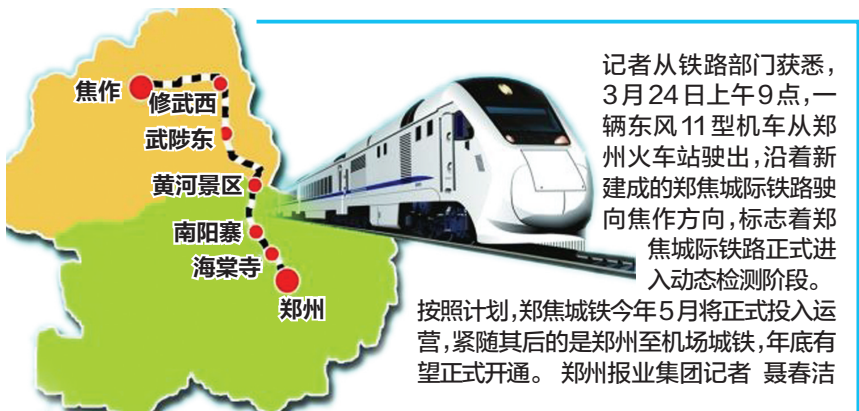 焦作
修武西
武陟东
黄河景区
南阳寨
海棠寺
郑州
记者从铁路部门获悉，
3月24日上午9点，一
辆东风11型机车从郑
州火车站驶出，沿着新
建成的郑焦城际铁路驶
向焦作方向，标志着郑
焦城际铁路正式进
入动态检测阶段。
按照计划，郑焦城铁今年5月将正式投入运
营，紧随其后的是郑州至机场城铁，年底有
望正式开通。 郑州报业集团记者 聂春洁